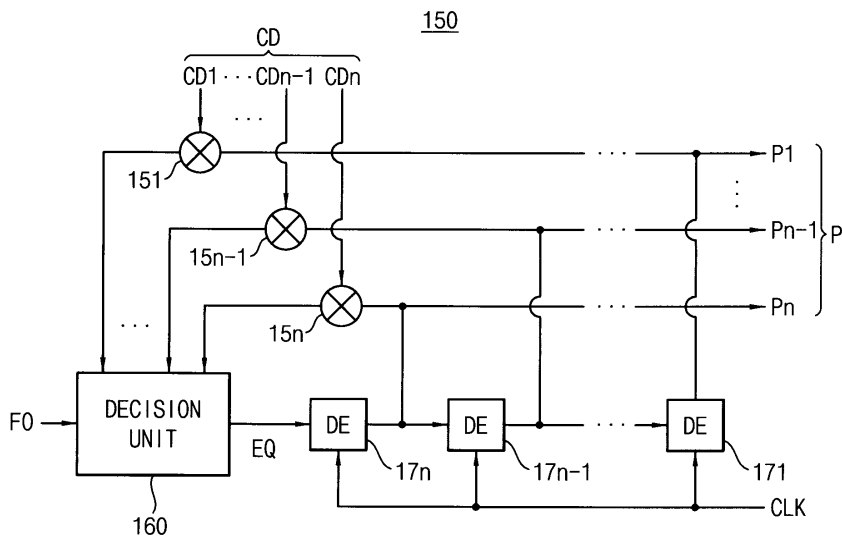 150
CD
CD1 ··· CDn-1 CDn
···
151
··· P1
⋮
15n-1
··· Pn-1
P
15n
··· Pn
···
FO
DECISION
UNIT
EQ
DE
DE
···
DE
17n
17n-1
171
160
CLK